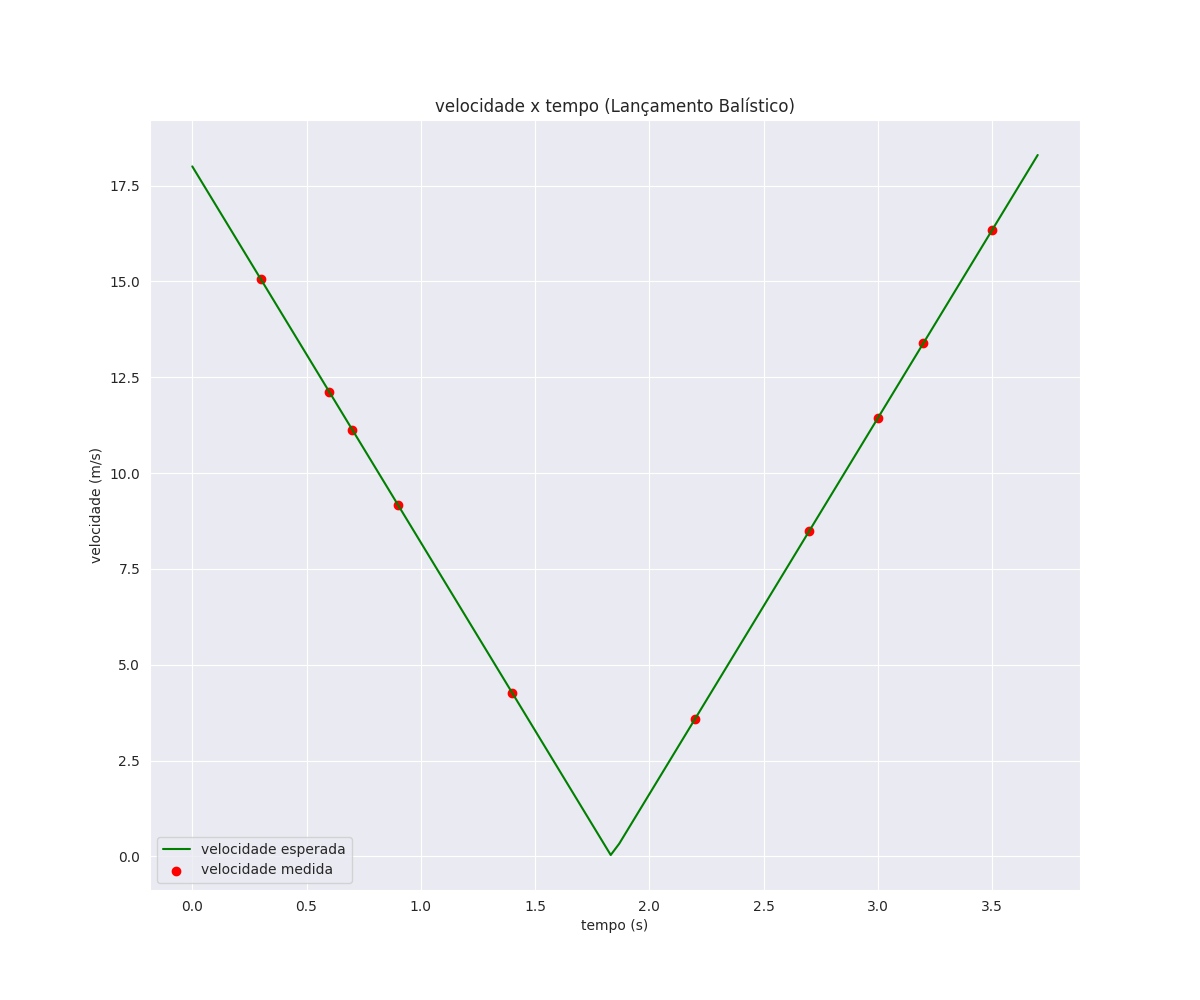 velocidade x tempo (Lançamento Balístico)
velocidade (m/s)
17.5
15.0
12.5
10.0
7.5
5.0
2.5
0.0
velocidade esperada
velocidade medida
0.0 0.5 1.0 1.5 2.0 2.5 3.0 3.5
tempo (s)